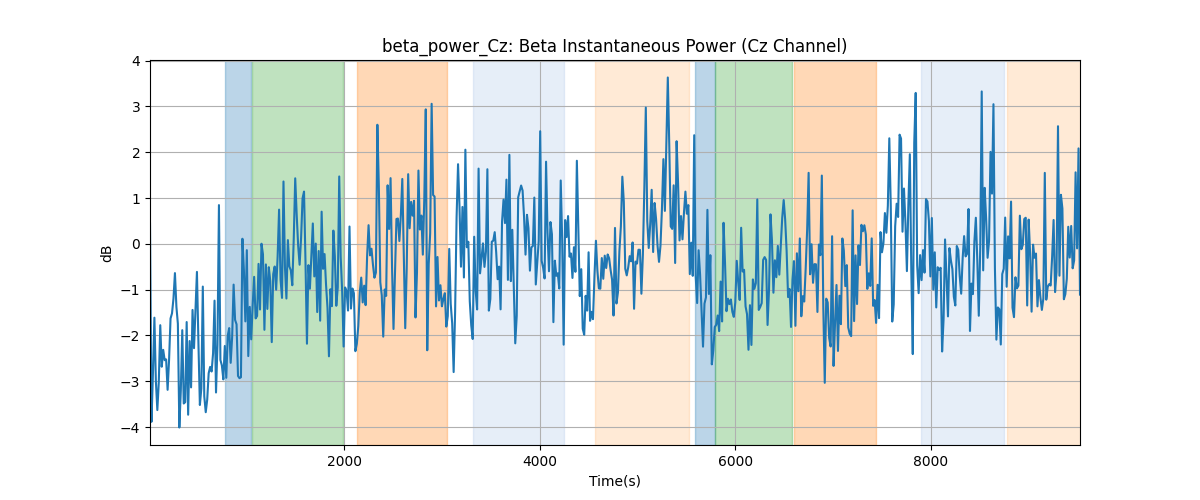 beta_power_Cz: Beta Instantaneous Power (Cz Channel)
4
3
2
1
0
−1
−2
−3
−4
dB
2000 4000 6000 8000
Time(s)